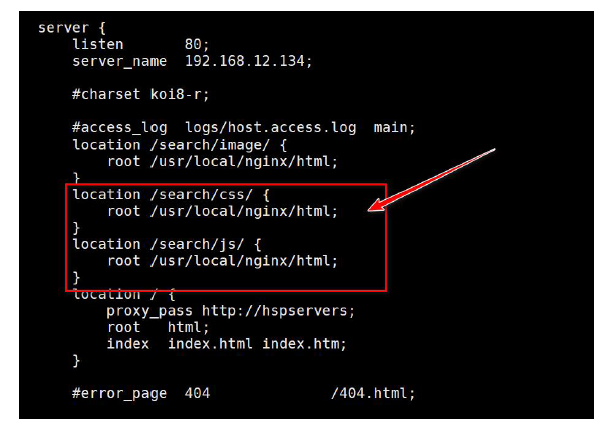 server {
    listen       80;
    server_name  192.168.12.134;
    #charset koi8-r;
    #access_log  logs/host.access.log  main;
    location /search/image/ {
        root /usr/local/nginx/html;
    }
    location /search/css/ {
        root /usr/local/nginx/html;
    }
    location /search/js/ {
        root /usr/local/nginx/html;
    }
    location / {
        proxy_pass http://hspservers;
        root   html;
        index  index.html index.htm;
    }
    #error_page  404              /404.html;